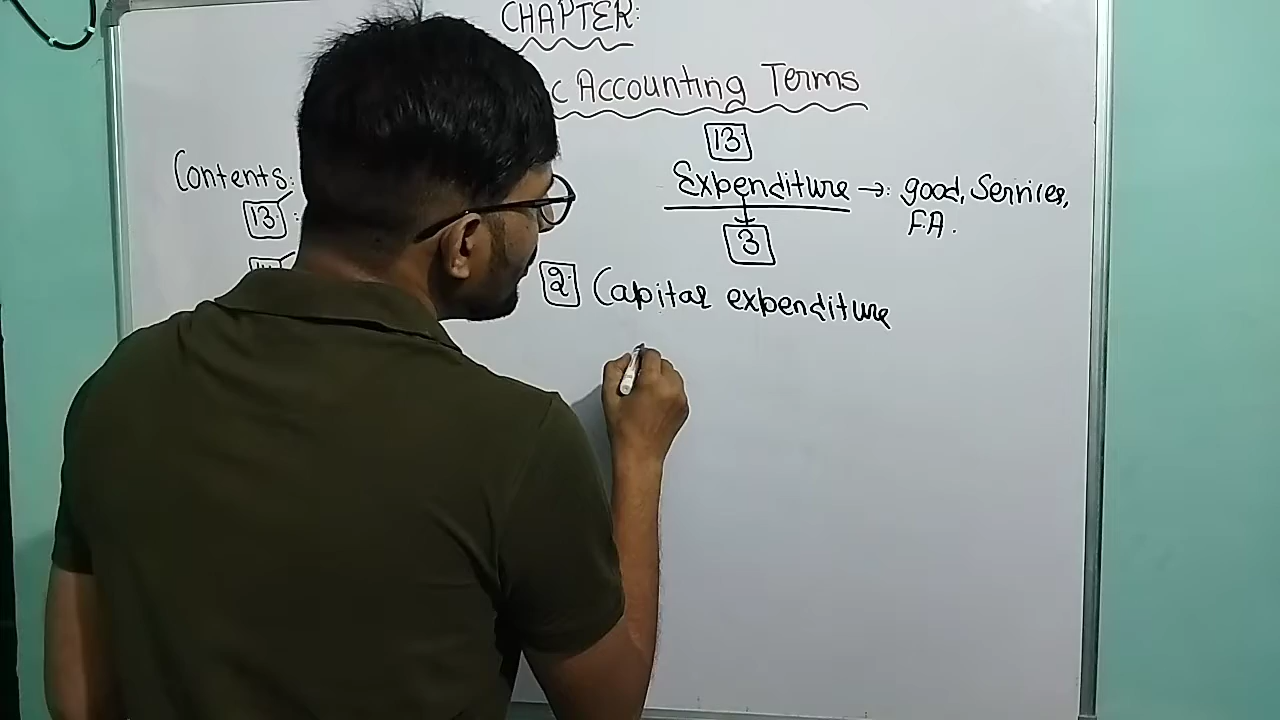 CHAPTER:
c Accounting Terms
13.
Contents:
Expenditure → : good, Services,
13 :
F.A.
3
2. Capital expenditure